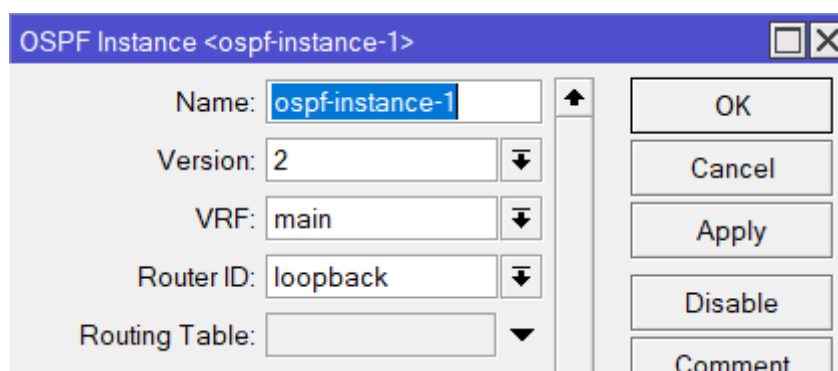 OSPF Instance <ospf-instance-1>
Name: ospf-instance-1
Version: 2
VRF: main
Router ID: loopback
Routing Table:
OK
Cancel
Apply
Disable
Comment